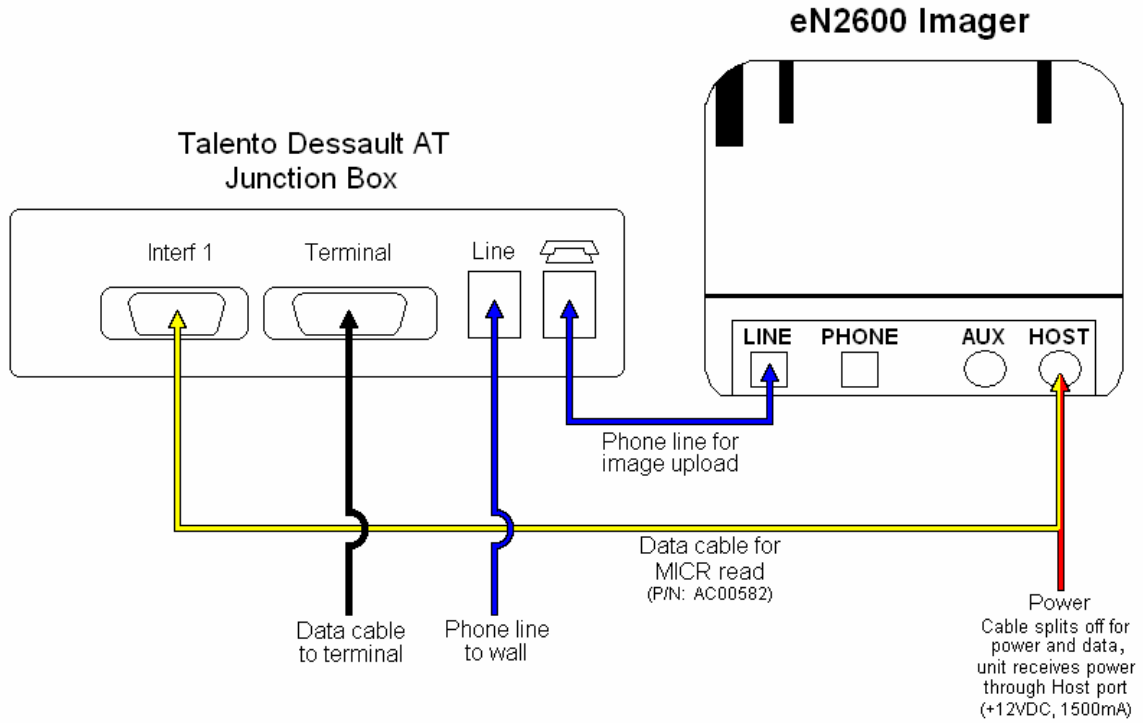 eN2600 Imager
Talento Dessault AT
Junction Box
Interf 1
Terminal
Line
LINE
PHONE
AUX
HOST
Phone line for
image upload
Data cable for
MICR read
(P/N: AC00582)
Data cable
to terminal
Phone line
to wall
Power
Cable splits off for
power and data,
unit receives power
through Host port
(+12VDC, 1500mA)